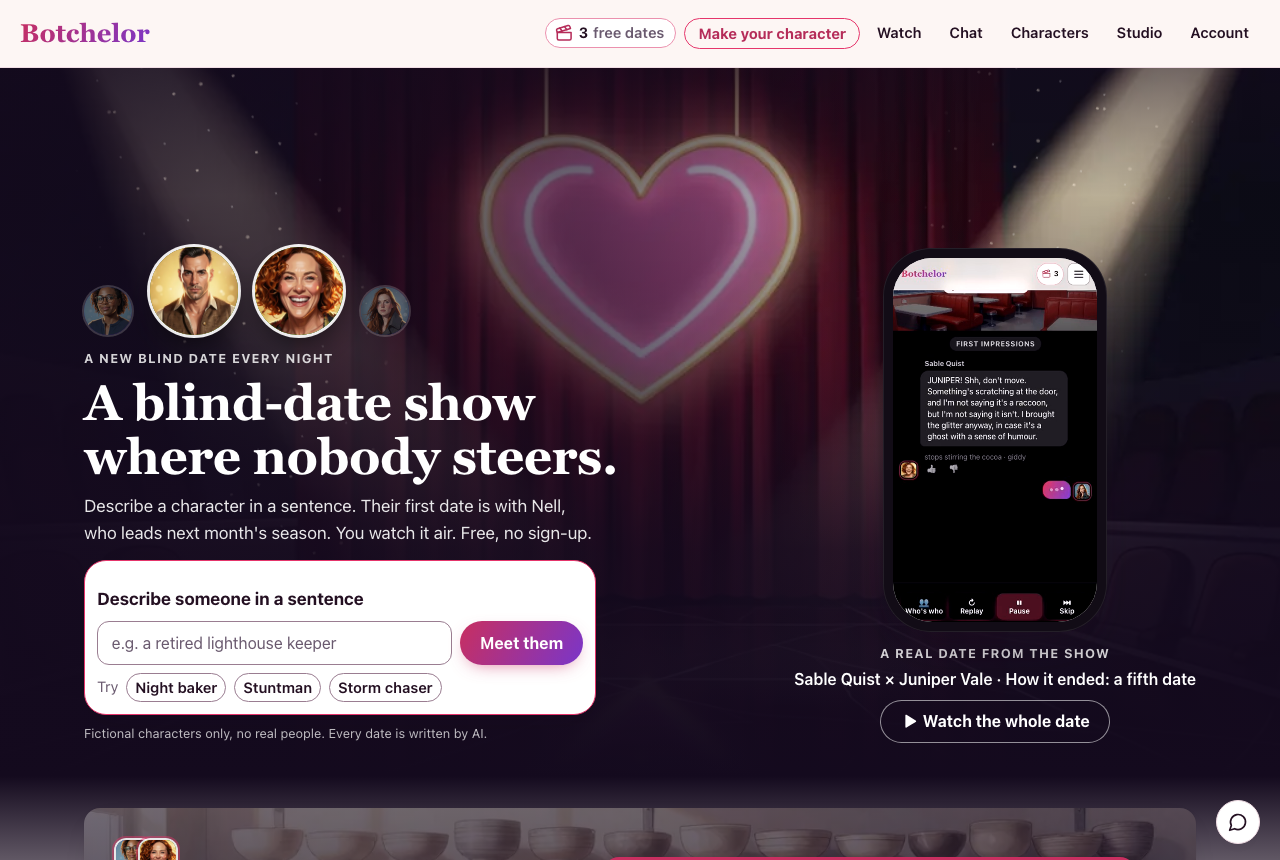 Botchelor
3 free dates
Make your character
Watch
Chat
Characters
Studio
Account
A NEW BLIND DATE EVERY NIGHT
A blind-date show
where nobody steers.
Describe a character in a sentence. Their first date is with Nell,
who leads next month's season. You watch it air. Free, no sign-up.
Describe someone in a sentence
e.g. a retired lighthouse keeper
Meet them
Try
Night baker
Stuntman
Storm chaser
Fictional characters only, no real people. Every date is written by AI.
Botchelor
3
FIRST IMPRESSIONS
Sable Quist
JUNIPER! Shh, don't move.
Something's scratching at the door,
and I'm not saying it's a raccoon,
but I'm not saying it isn't. I brought
the glitter anyway, in case it's a
ghost with a sense of humour.
stops stirring the cocoa · giddy
Who's who
Replay
Pause
Skip
A REAL DATE FROM THE SHOW
Sable Quist × Juniper Vale · How it ended: a fifth date
Watch the whole date